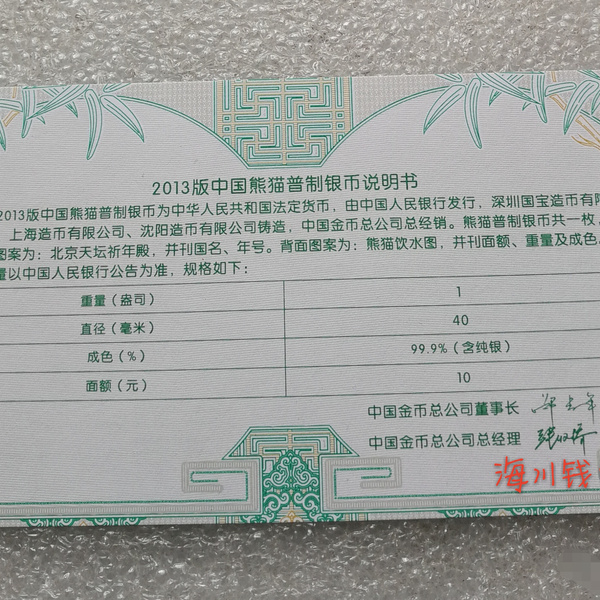 2013版中国熊猫普制银币说明书
2013版中国熊猫普制银币为中华人民共和国法定货币，由中国人民银行发行，深圳国宝造币有限
上海造币有限公司、沈阳造币有限公司铸造，中国金币总公司总经销。熊猫普制银币共一枚，
图案为：北京天坛祈年殿，并刊国名、年号。背面图案为：熊猫饮水图，并刊面额、重量及成色。
量以中国人民银行公告为准，规格如下：
重量（盎司） 1
直径（毫米） 40
成色（%） 99.9%（含纯银）
面额（元） 10
中国金币总公司董事长
中国金币总公司总经理
海川钱